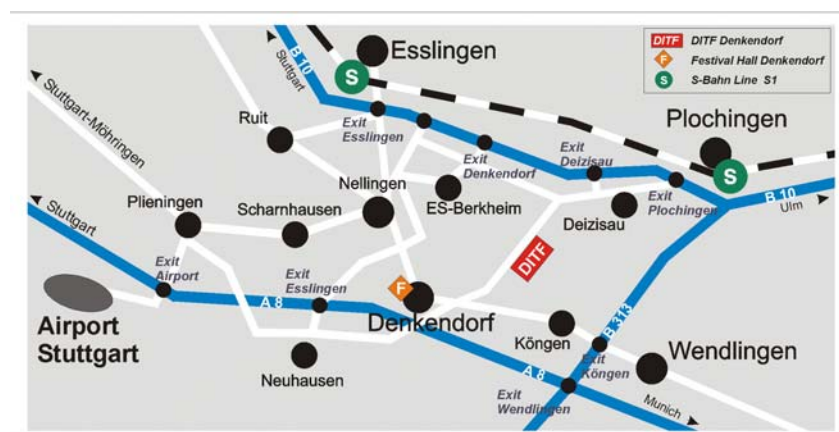 DITF DITF Denkendorf
F Festival Hall Denkendorf
S S-Bahn Line S1
Esslingen
B 10
Stuttgart
S
Stuttgart-Möhringen
Ruit
Exit
Esslingen
Plochingen
Exit
Deizisau
Exit
Denkendorf
S
Nellingen
Exit
Plochingen
B 10
Ulm
Stuttgart
Plieningen
Scharnhausen
ES-Berkheim
Deizisau
DITF
Exit
Airport
Exit
Esslingen
F
A 8
Denkendorf
B 313
Airport
Stuttgart
Köngen
Wendlingen
Neuhausen
A 8
Exit
Köngen
Exit
Wendlingen
Munich